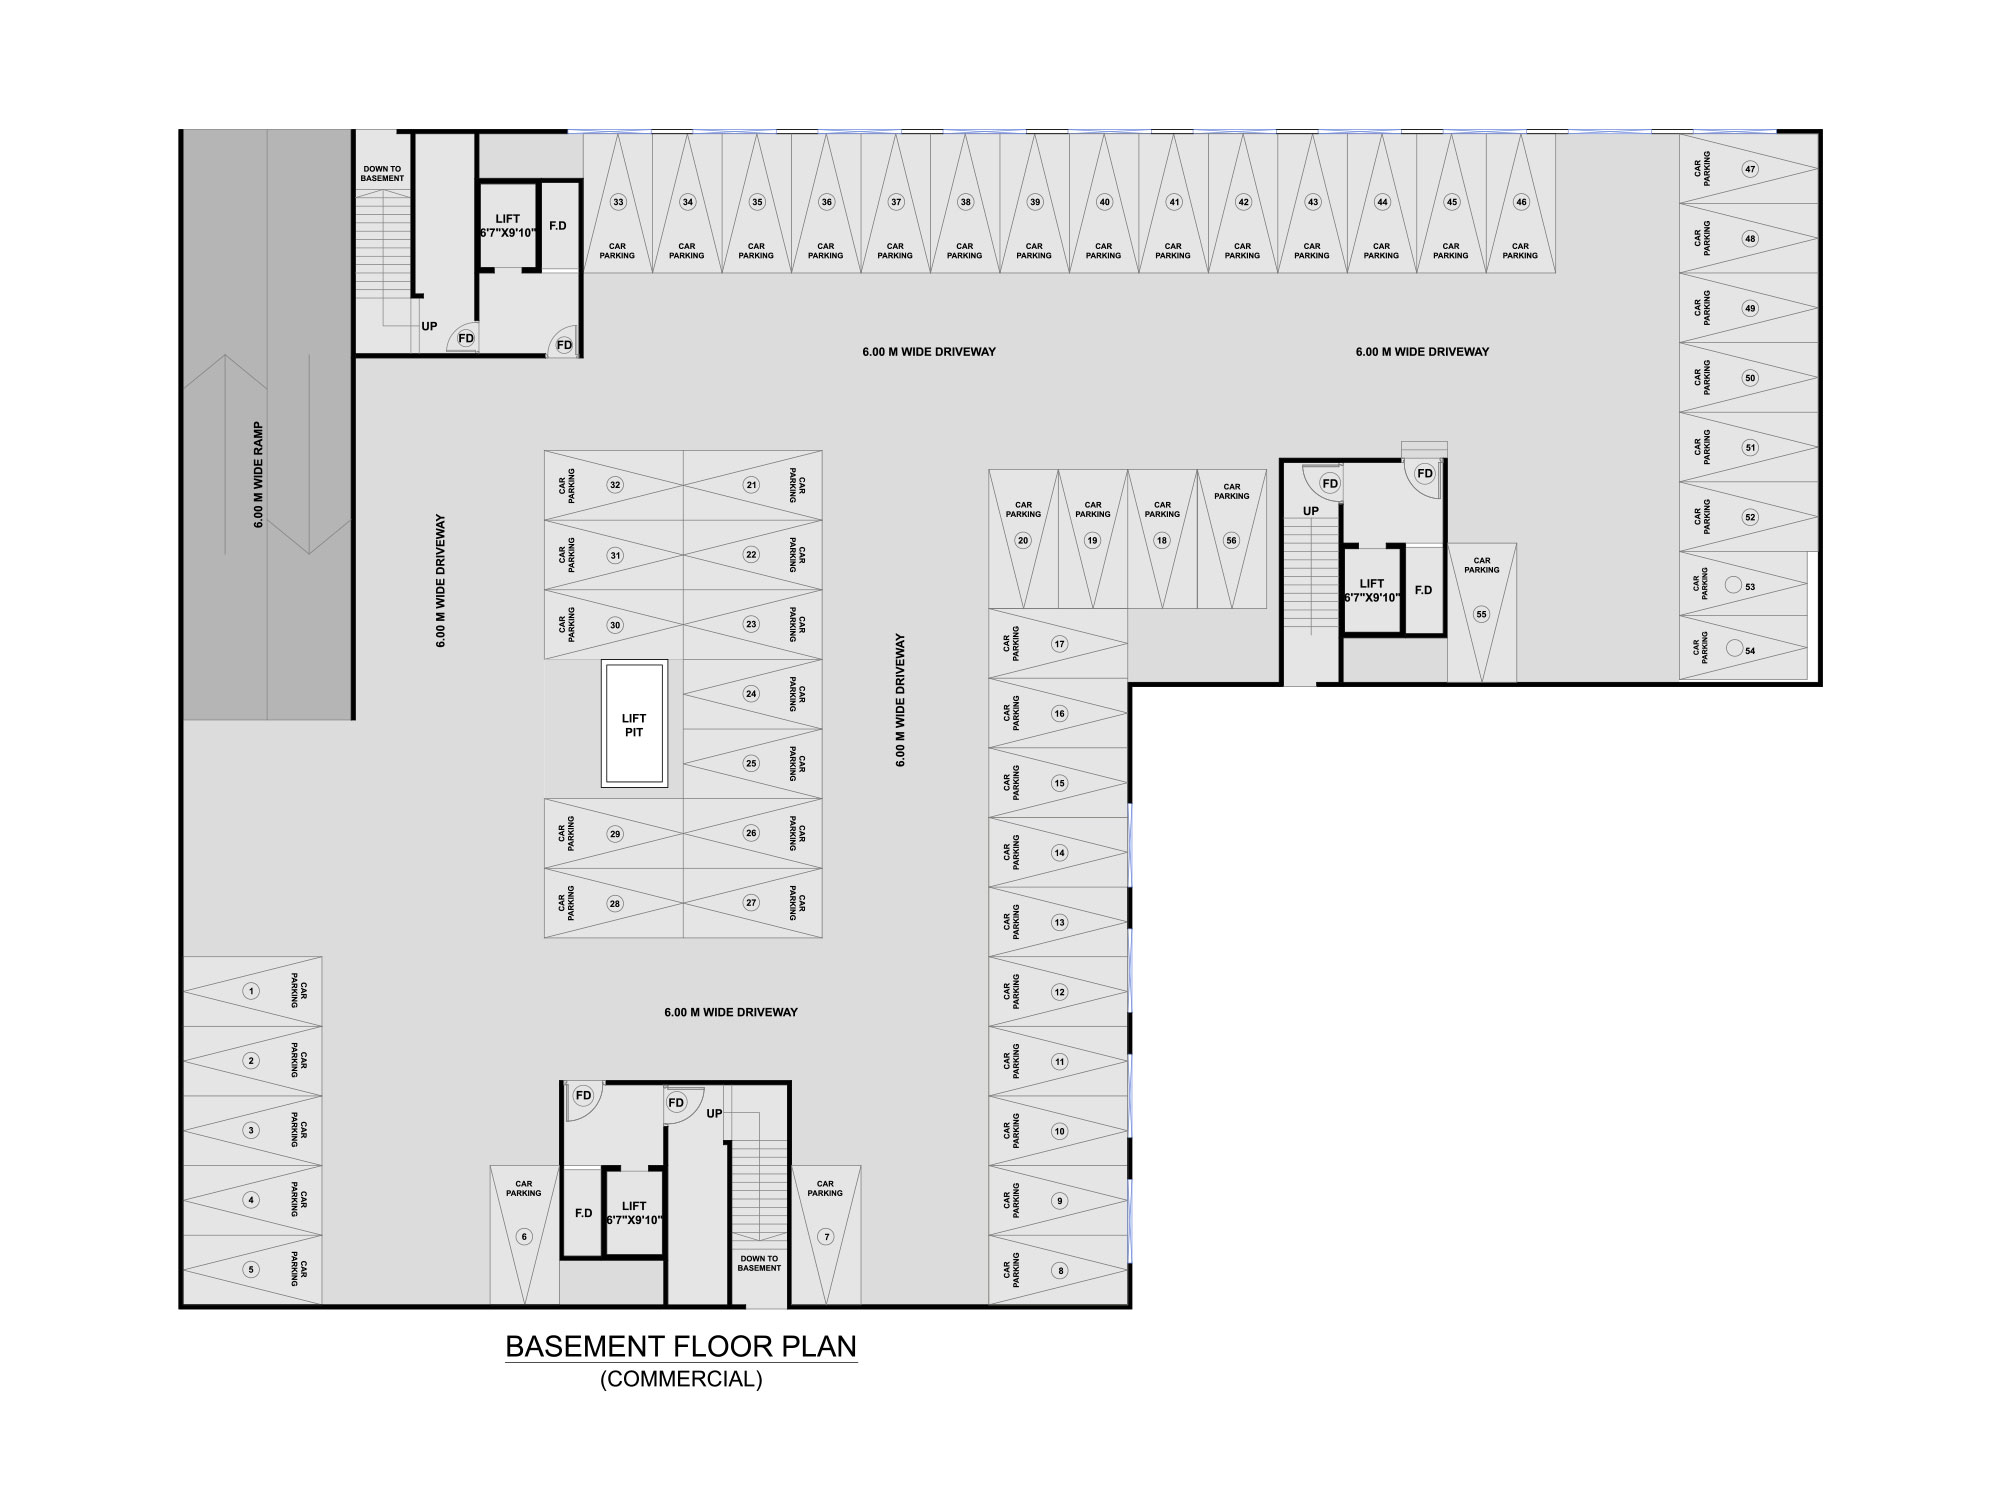 DOWN TO
BASEMENT
LIFT
6'7"X9'10"
F.D
UP
FD
FD
33
CAR
PARKING
34
CAR
PARKING
35
CAR
PARKING
36
CAR
PARKING
37
CAR
PARKING
38
CAR
PARKING
39
CAR
PARKING
40
CAR
PARKING
41
CAR
PARKING
42
CAR
PARKING
43
CAR
PARKING
44
CAR
PARKING
45
CAR
PARKING
46
CAR
PARKING
CAR
PARKING
47
CAR
PARKING
48
CAR
PARKING
49
CAR
PARKING
50
CAR
PARKING
51
CAR
PARKING
52
CAR
PARKING
53
CAR
PARKING
54
6.00 M WIDE DRIVEWAY
6.00 M WIDE DRIVEWAY
6.00 M WIDE RAMP
6.00 M WIDE DRIVEWAY
CAR
PARKING
32
21
CAR
PARKING
CAR
PARKING
31
22
CAR
PARKING
CAR
PARKING
30
23
CAR
PARKING
24
CAR
PARKING
25
CAR
PARKING
LIFT
PIT
CAR
PARKING
29
26
CAR
PARKING
CAR
PARKING
28
27
CAR
PARKING
6.00 M WIDE DRIVEWAY
CAR
PARKING
20
CAR
PARKING
19
CAR
PARKING
18
CAR
PARKING
56
FD
FD
UP
LIFT
6'7"X9'10"
F.D
CAR
PARKING
55
CAR
PARKING
17
CAR
PARKING
16
CAR
PARKING
15
CAR
PARKING
14
CAR
PARKING
13
CAR
PARKING
12
CAR
PARKING
11
CAR
PARKING
10
CAR
PARKING
9
CAR
PARKING
8
1
CAR
PARKING
2
CAR
PARKING
3
CAR
PARKING
4
CAR
PARKING
5
CAR
PARKING
6.00 M WIDE DRIVEWAY
FD
FD
UP
CAR
PARKING
6
F.D
LIFT
6'7"X9'10"
DOWN TO
BASEMENT
CAR
PARKING
7
BASEMENT FLOOR PLAN
(COMMERCIAL)